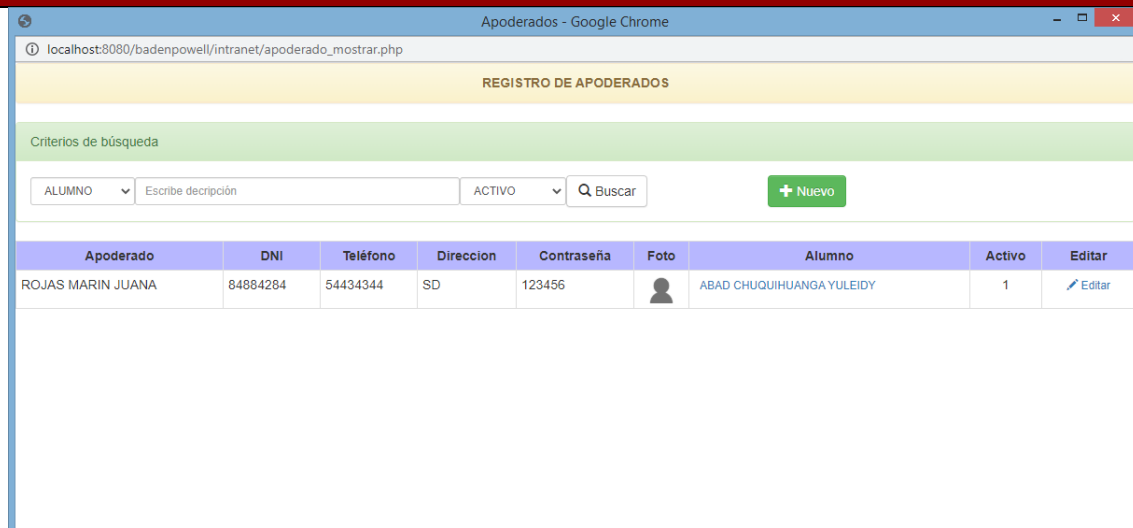 Apoderados - Google Chrome
localhost:8080/badenpowell/intranet/apoderado_mostrar.php
REGISTRO DE APODERADOS
Criterios de búsqueda
ALUMNO Escribe decripción ACTIVO Buscar Nuevo
Apoderado DNI Teléfono Direccion Contraseña Foto Alumno Activo Editar
ROJAS MARIN JUANA 84884284 54434344 SD 123456 ABAD CHUQUIHUANGA YULEIDY 1 Editar